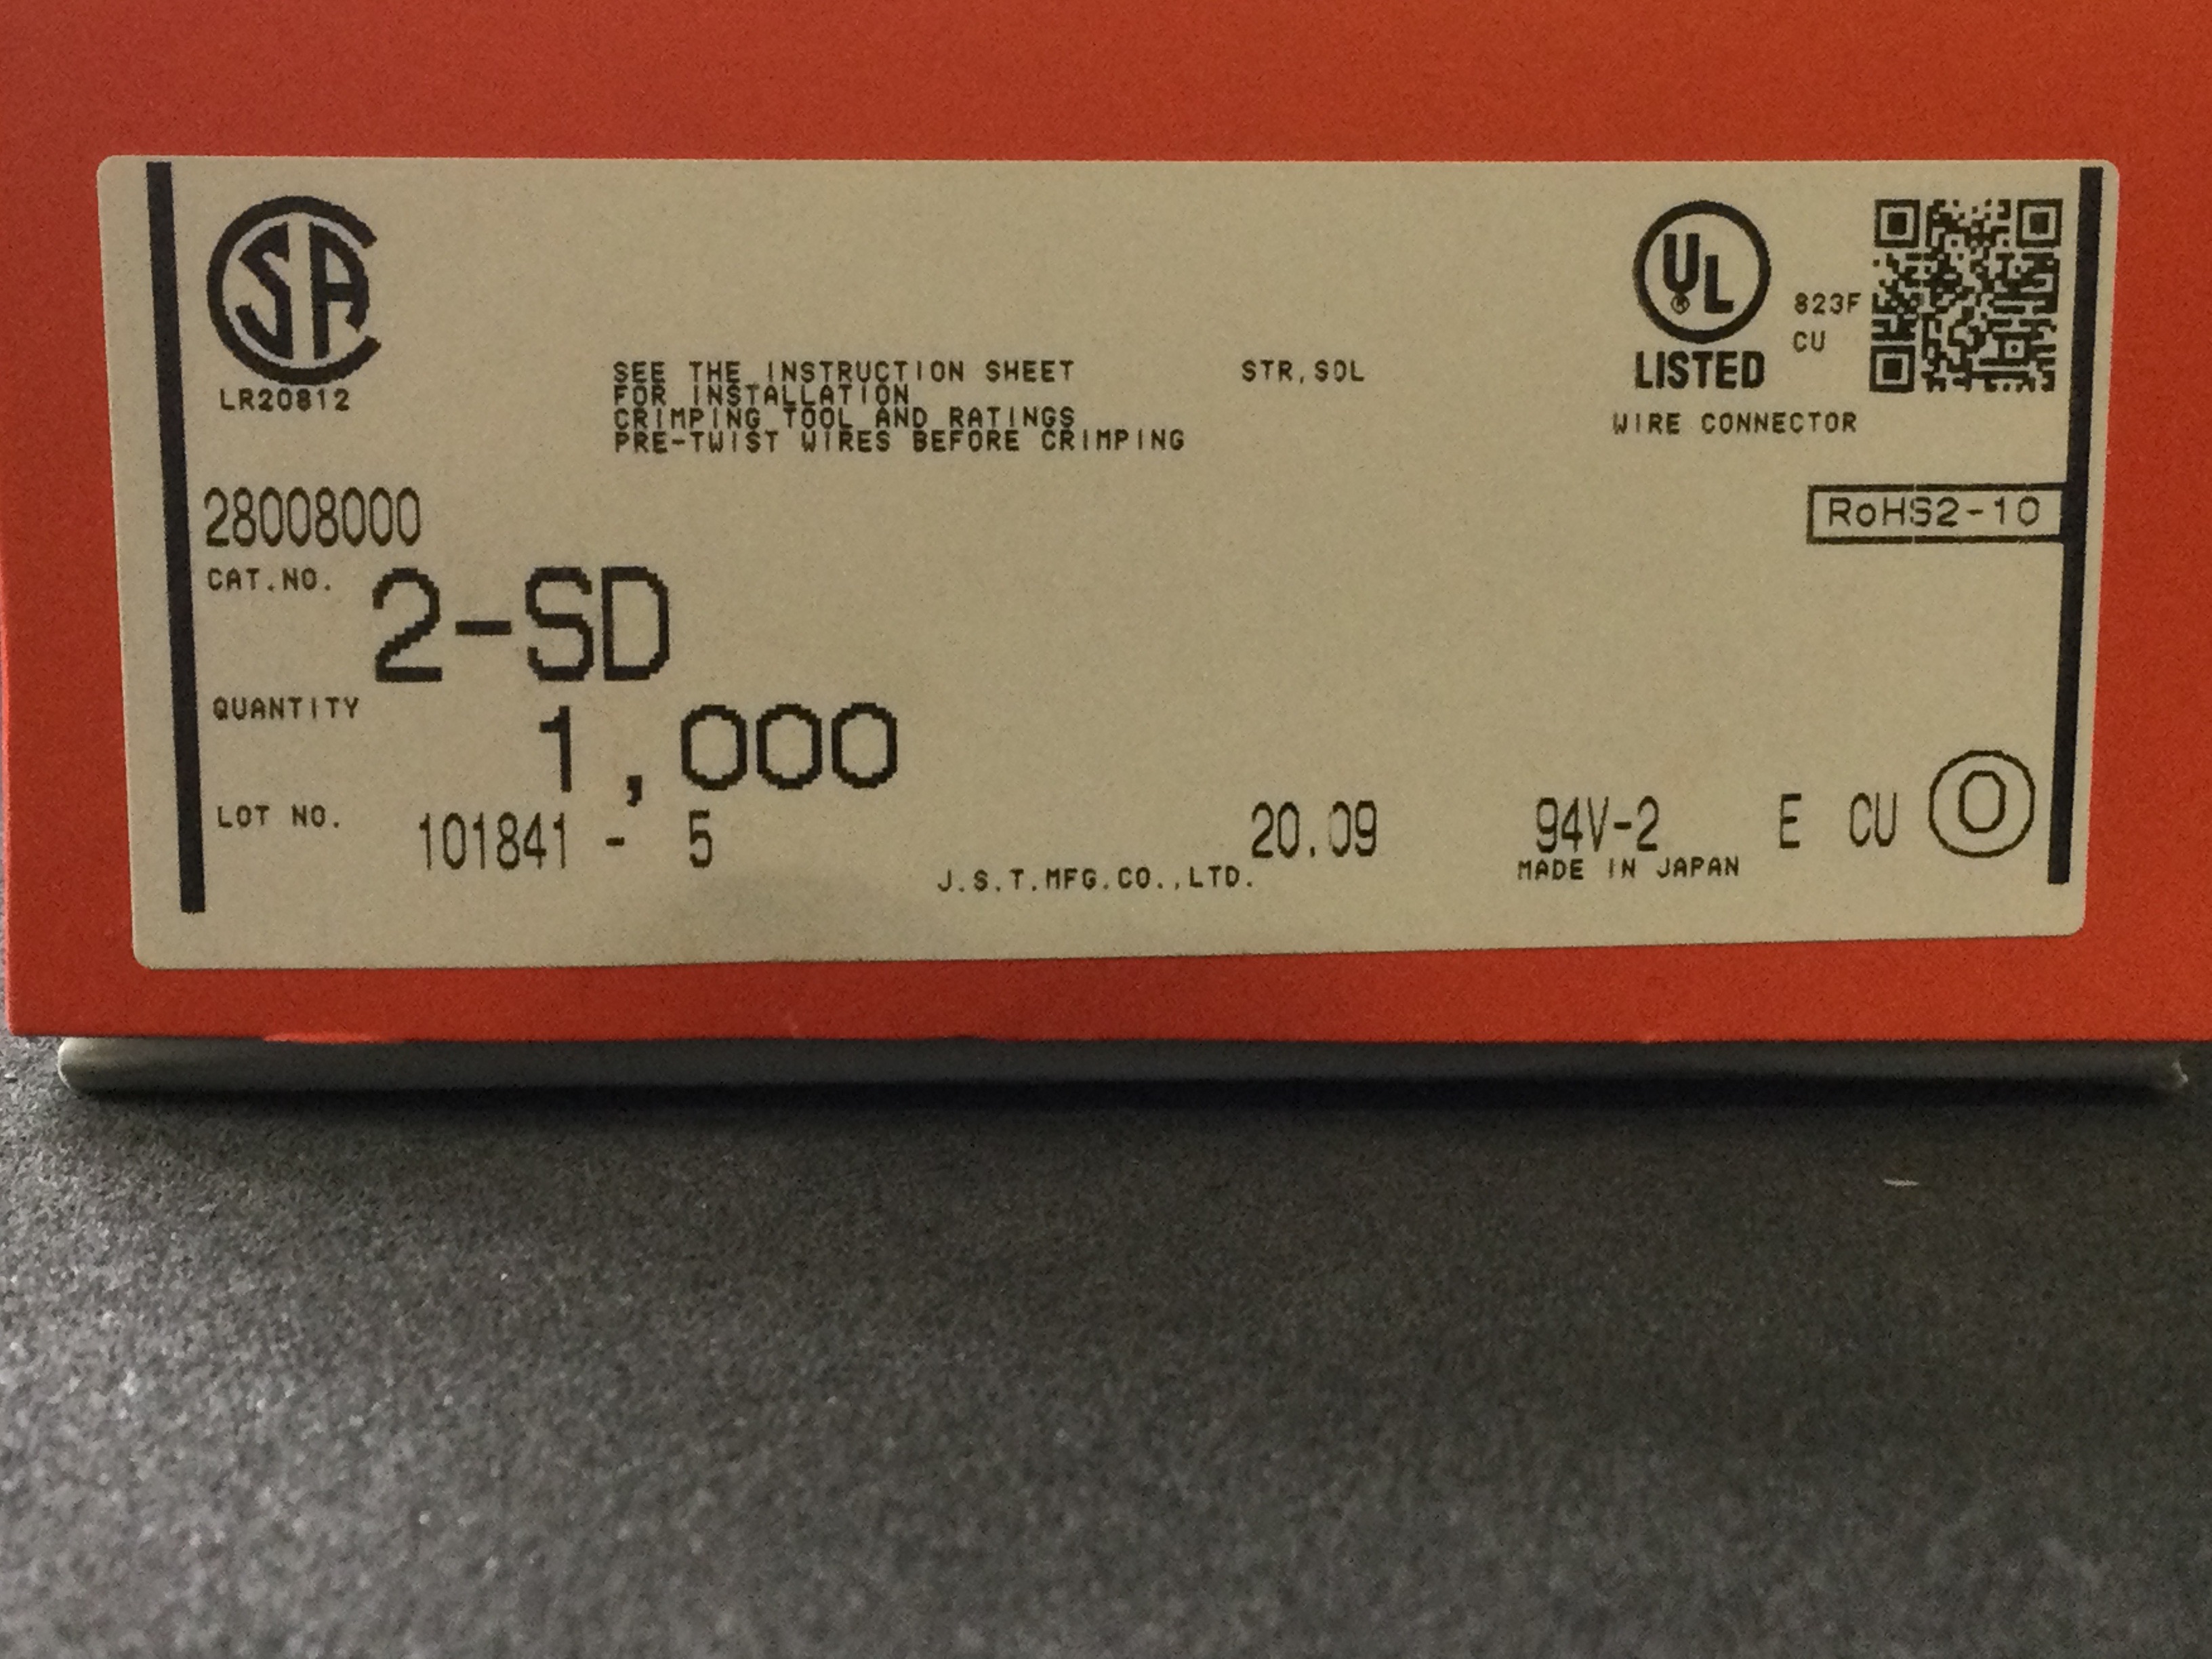 CSA
LR20812
SEE THE INSTRUCTION SHEET
FOR INSTALLATION
CRIMPING TOOL AND RATINGS
PRE-TWIST WIRES BEFORE CRIMPING
STR,SOL
UL
®
LISTED
823F
CU
WIRE CONNECTOR
28008000
RoHS2-10
CAT.NO. 2-SD
QUANTITY 1,000
LOT NO. 101841 - 5
20.09
94V-2
E CU O
J.S.T.MFG.CO.,LTD.
MADE IN JAPAN